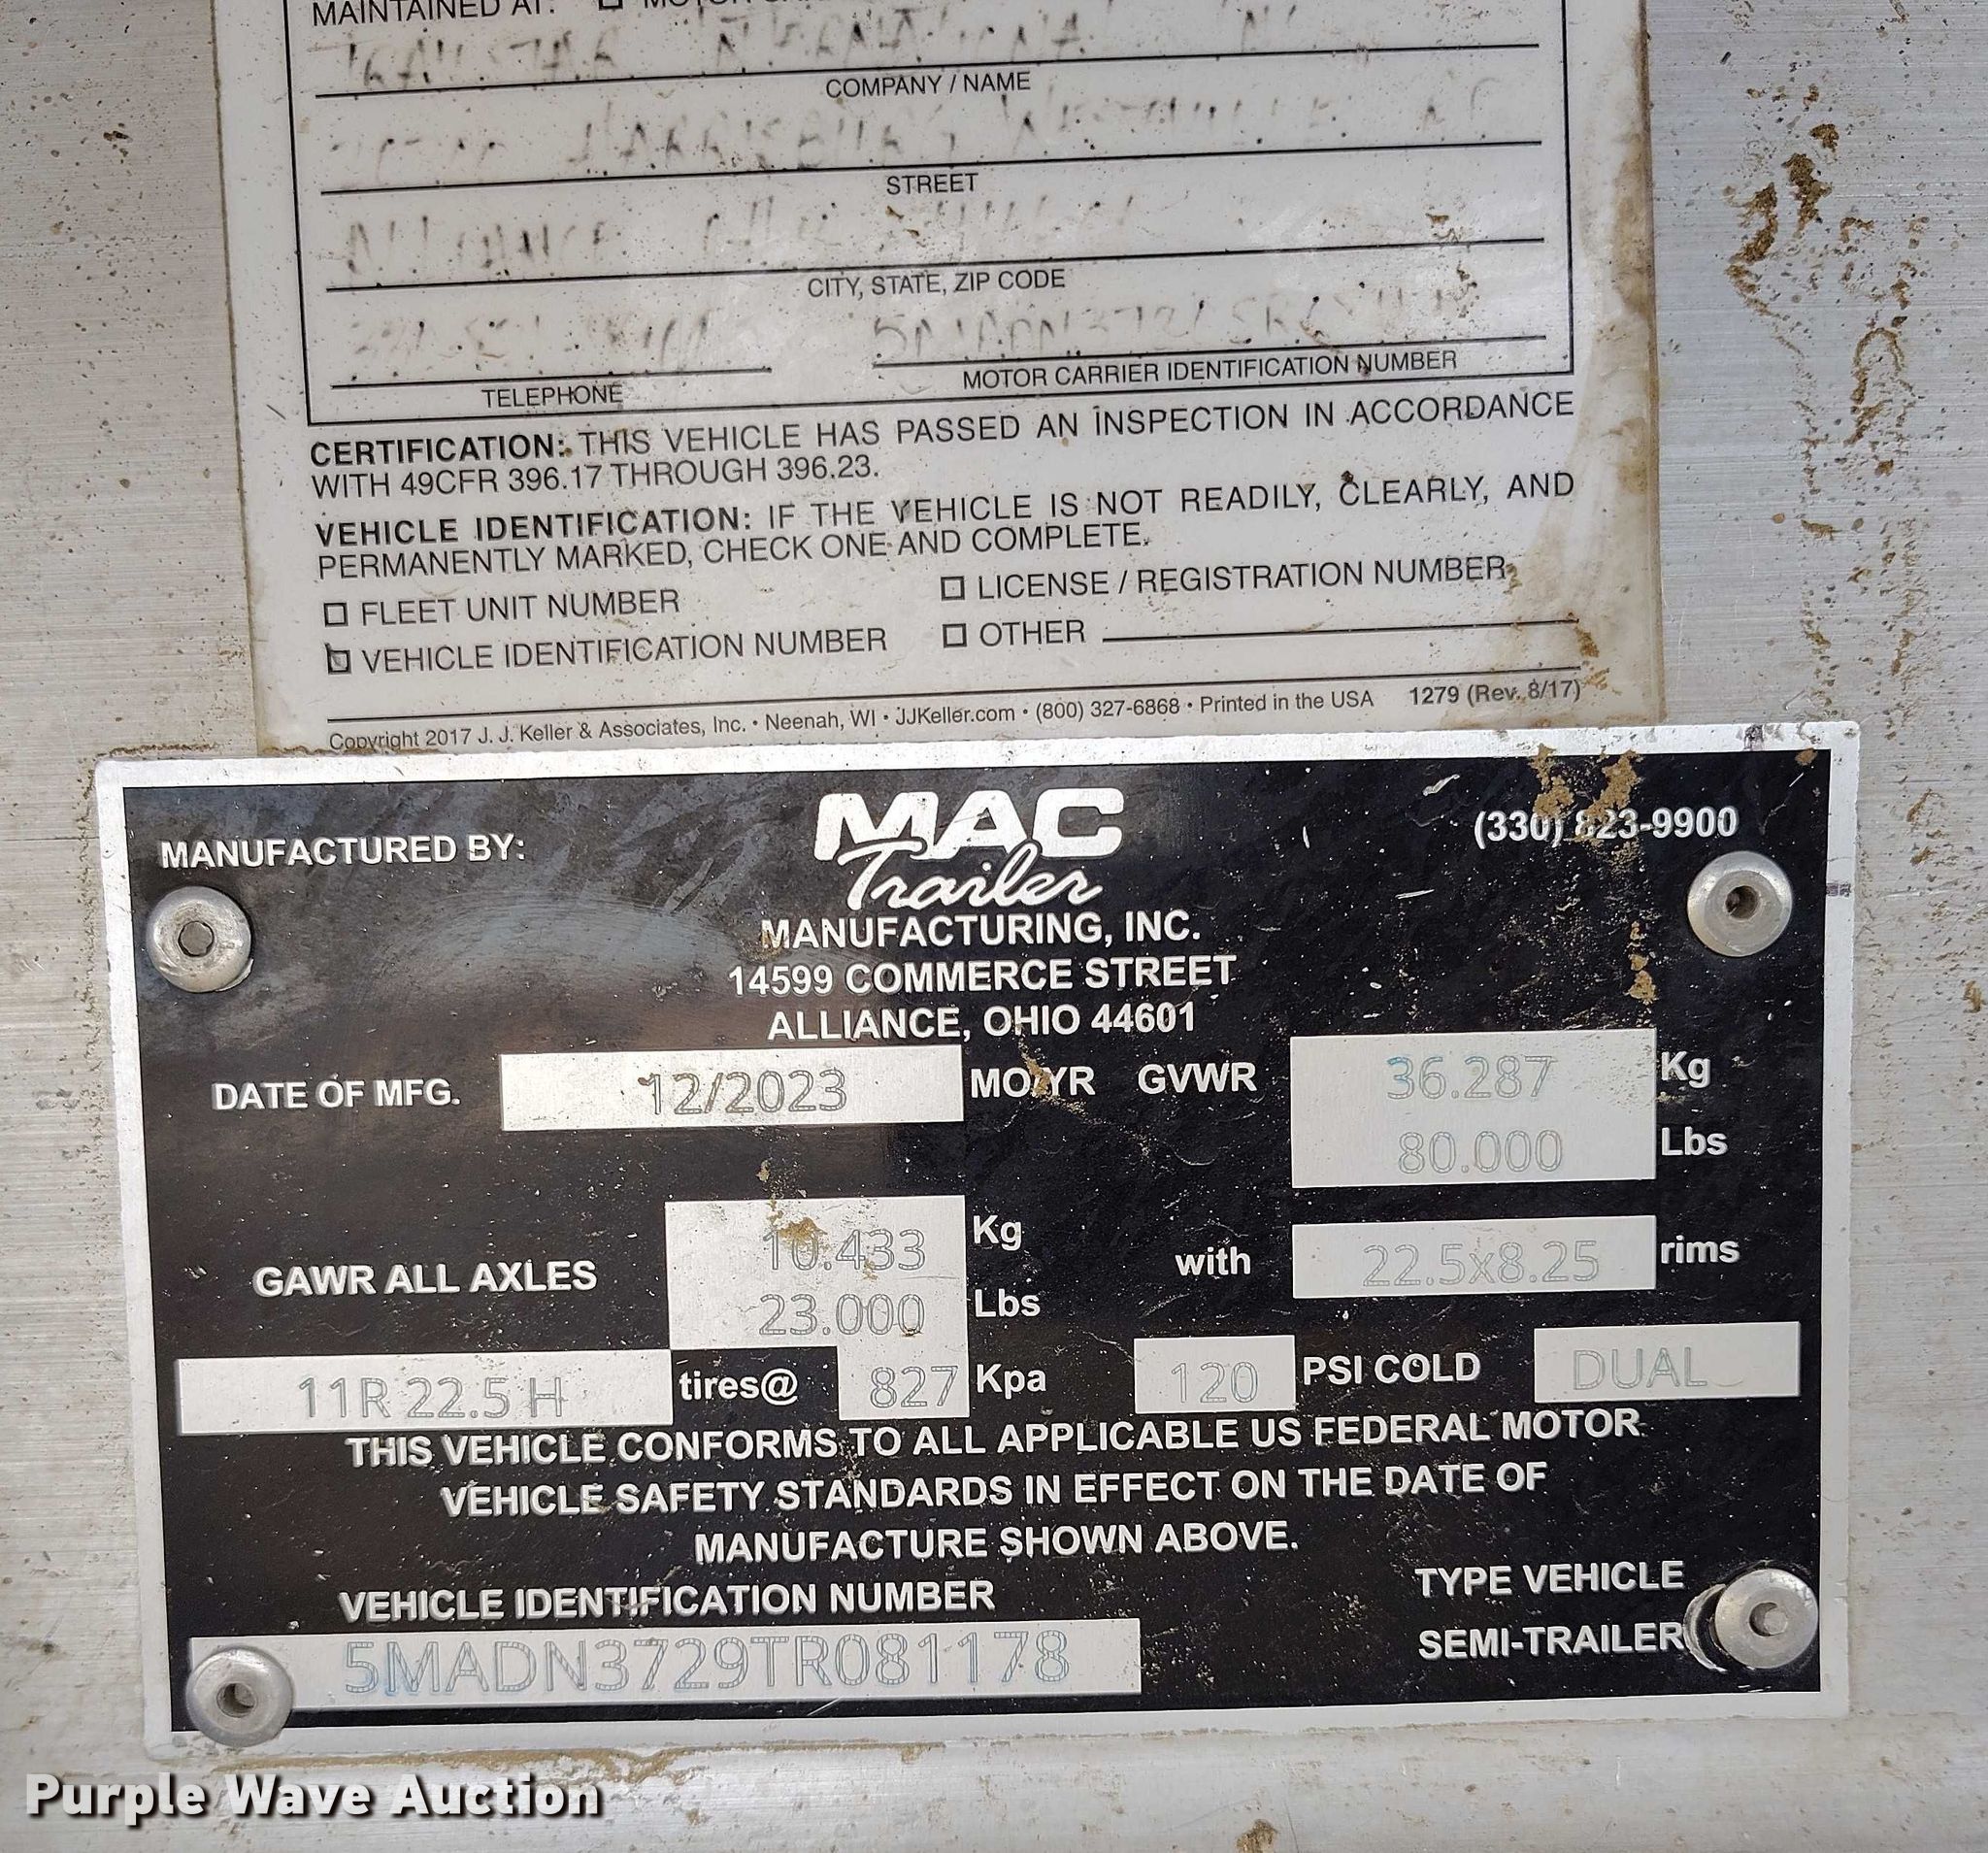 MAINTAINED AT:
COMPANY / NAME
STREET
CITY, STATE, ZIP CODE
TELEPHONE
MOTOR CARRIER IDENTIFICATION NUMBER
CERTIFICATION: THIS VEHICLE HAS PASSED AN INSPECTION IN ACCORDANCE
WITH 49CFR 396.17 THROUGH 396.23.
VEHICLE IDENTIFICATION: IF THE VEHICLE IS NOT READILY, CLEARLY, AND
PERMANENTLY MARKED, CHECK ONE AND COMPLETE.
FLEET UNIT NUMBER
LICENSE / REGISTRATION NUMBER
VEHICLE IDENTIFICATION NUMBER
OTHER
Copyright 2017 J. J. Keller & Associates, Inc. • Neenah, WI • JJKeller.com • (800) 327-6868 • Printed in the USA 1279 (Rev. 8/17)
MANUFACTURED BY:
MAC
Trailer
(330) 823-9900
MANUFACTURING, INC.
14599 COMMERCE STREET
ALLIANCE, OHIO 44601
DATE OF MFG. 12/2023 MO/YR GVWR 36.287 Kg
80.000 Lbs
GAWR ALL AXLES 10.433 Kg
23.000 Lbs
with 22.5x8.25 rims
11R 22.5 H tires@ 827 Kpa 120 PSI COLD DUAL
THIS VEHICLE CONFORMS TO ALL APPLICABLE US FEDERAL MOTOR
VEHICLE SAFETY STANDARDS IN EFFECT ON THE DATE OF
MANUFACTURE SHOWN ABOVE.
VEHICLE IDENTIFICATION NUMBER
5MADN3729TR081178
TYPE VEHICLE
SEMI-TRAILER
Purple Wave Auction